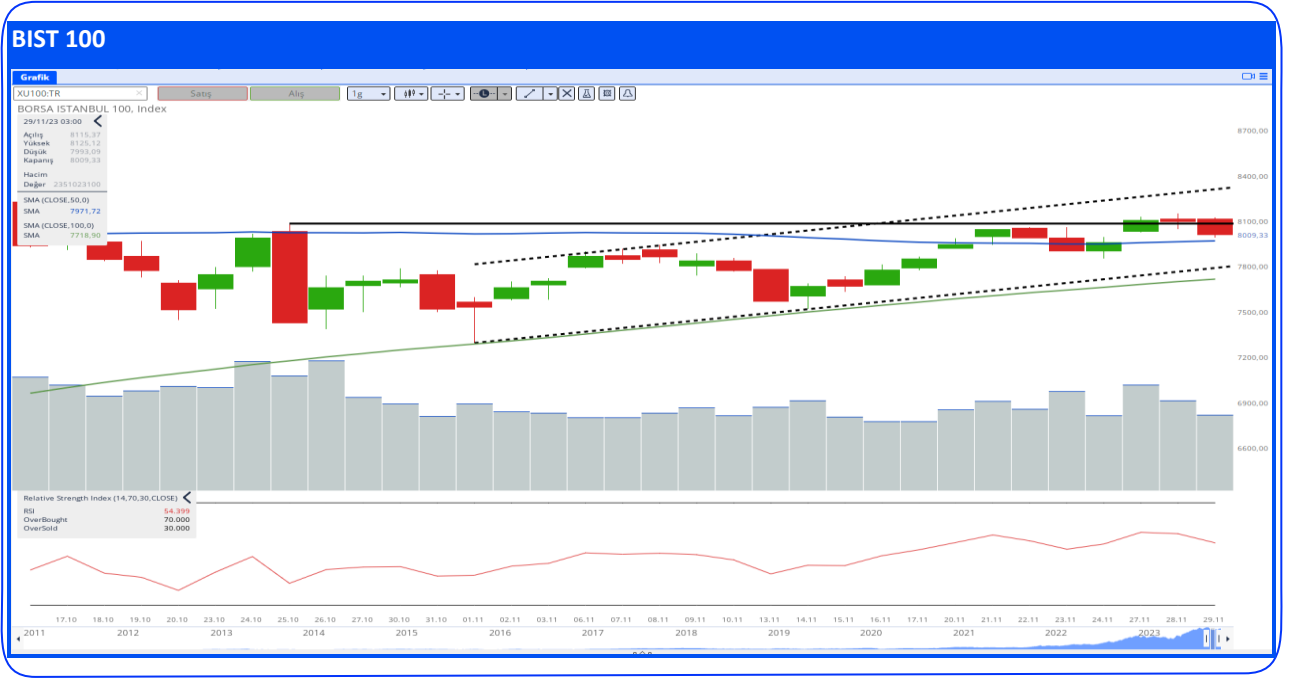 BIST 100
Grafik
XU100:TR
Satış
Alış
1g
BORSA ISTANBUL 100, Index
29/11/23 03:00
Açılış 8115,37
Yüksek 8125,12
Düşük 7993,09
Kapanış 8009,33
Hacim
Değer 2351023100
SMA (CLOSE,50,0)
SMA 7971,72
SMA (CLOSE,100,0)
SMA 7718,90
8700,00
8400,00
8100,00
8009,33
7800,00
7500,00
7200,00
6900,00
6600,00
Relative Strength Index (14,70,30,CLOSE)
RSI 54.399
OverBought 70.000
OverSold 30.000
17.10 18.10 19.10 20.10 23.10 24.10 25.10 26.10 27.10 30.10 31.10 01.11 02.11 03.11 06.11 07.11 08.11 09.11 10.11 13.11 14.11 15.11 16.11 17.11 20.11 21.11 22.11 23.11 24.11 27.11 28.11 29.11
2011 2012 2013 2014 2015 2016 2017 2018 2019 2020 2021 2022 2023